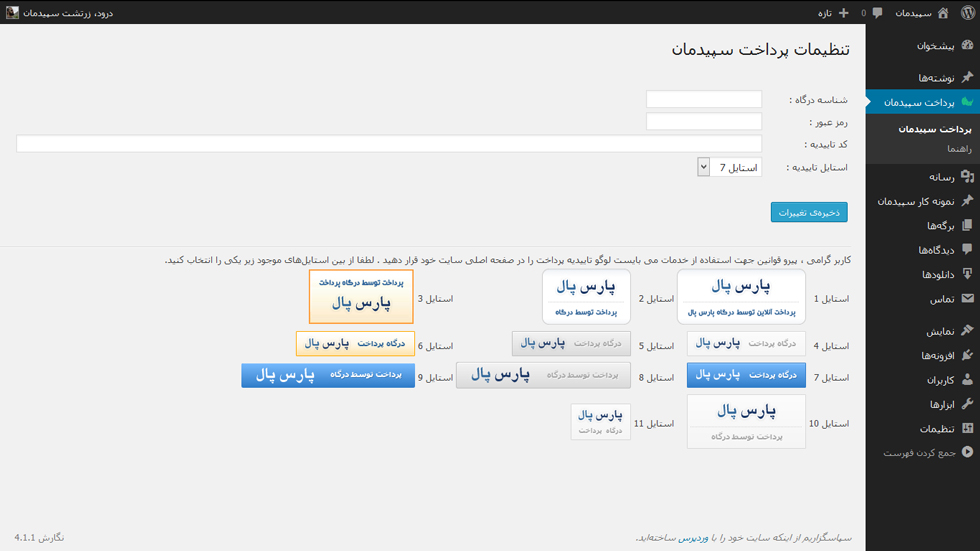 سپیدمان
0
تازه
درود، زرتشت سپیدمان
پیشخوان
نوشته‌ها
پرداخت سپیدمان
پرداخت سپیدمان
راهنما
رسانه
نمونه کار سپیدمان
برگه‌ها
دیدگاه‌ها
دانلودها
تماس
نمایش
افزونه‌ها
کاربران
ابزارها
تنظیمات
جمع کردن فهرست
تنظیمات پرداخت سپیدمان
شناسه درگاه :
رمز عبور :
کد تاییدیه :
استایل تاییدیه :
استایل 7
ذخیره‌ی تغییرات
کاربر گرامی ، پیرو قوانین جهت استفاده از خدمات می بایست لوگو تاییدیه پرداخت را در صفحه اصلی سایت خود قرار دهید . لطفا از بین استایل‌های موجود زیر یکی را انتخاب کنید.
استایل 1
پارس پال
پرداخت آنلاین توسط درگاه پارس پال
استایل 2
پارس پال
پرداخت توسط درگاه
استایل 3
پرداخت توسط درگاه پرداخت
پارس پال
استایل 4
درگاه پرداخت پارس پال
استایل 5
درگاه پرداخت پارس پال
استایل 6
درگاه پرداخت پارس پال
استایل 7
درگاه پرداخت پارس پال
استایل 8
پرداخت توسط درگاه پارس پال
استایل 9
پرداخت توسط درگاه پارس پال
استایل 10
پارس پال
پرداخت توسط درگاه
استایل 11
پارس پال
درگاه پرداخت
سپاسگزاریم از اینکه سایت خود را با وردپرس ساخته‌اید.
نگارش 4.1.1